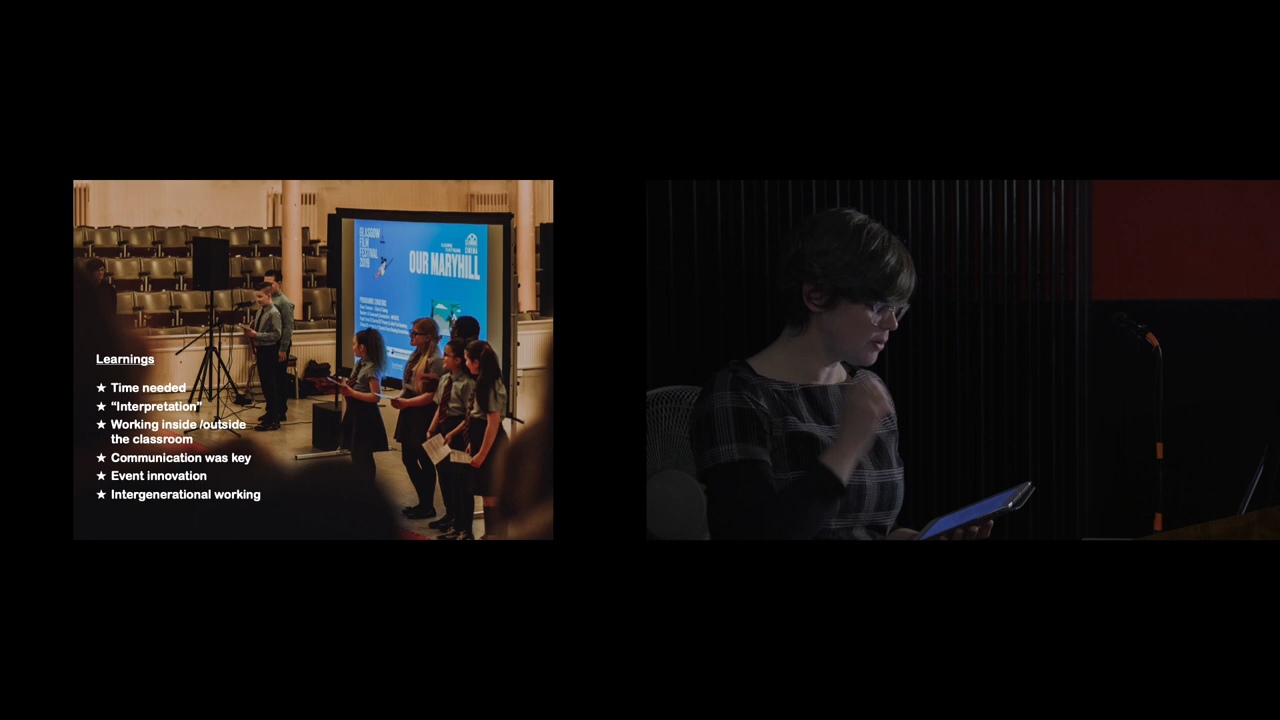 GLASGOW
FILM
FESTIVAL
2019
CINEMA
OUR MARYHILL
Learnings
★ Time needed
★ “Interpretation”
★ Working inside /outside
the classroom
★ Communication was key
★ Event innovation
★ Intergenerational working